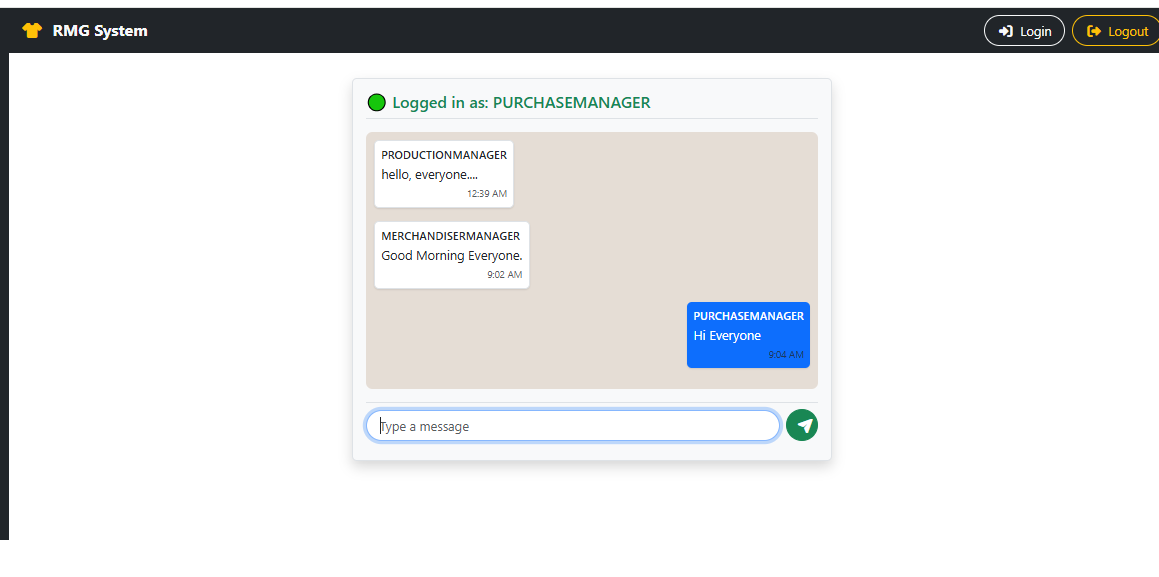 RMG System
Login
Logout
Logged in as: PURCHASEMANAGER
PRODUCTIONMANAGER
hello, everyone....
12:39 AM
MERCHANDISERMANAGER
Good Morning Everyone.
9:02 AM
PURCHASEMANAGER
Hi Everyone
9:04 AM
Type a message